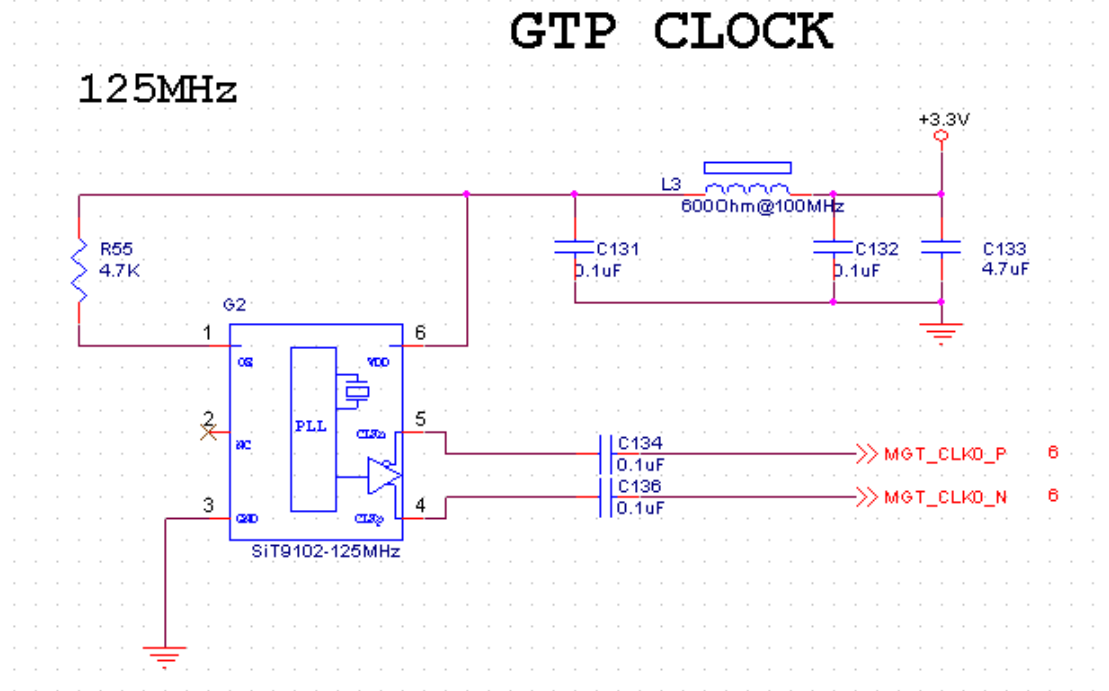 GTP CLOCK
125MHz
+3.3V
L3
600Ohm@100MHz
R55
4.7K
C131
0.1uF
C132
0.1uF
C133
4.7uF
G2
1
6
OE
VDD
2
5
PLL
NC
CLKn
3
4
GND
CLKp
SiT9102-125MHz
C134
0.1uF
MGT_CLK0_P 6
C136
0.1uF
MGT_CLK0_N 6